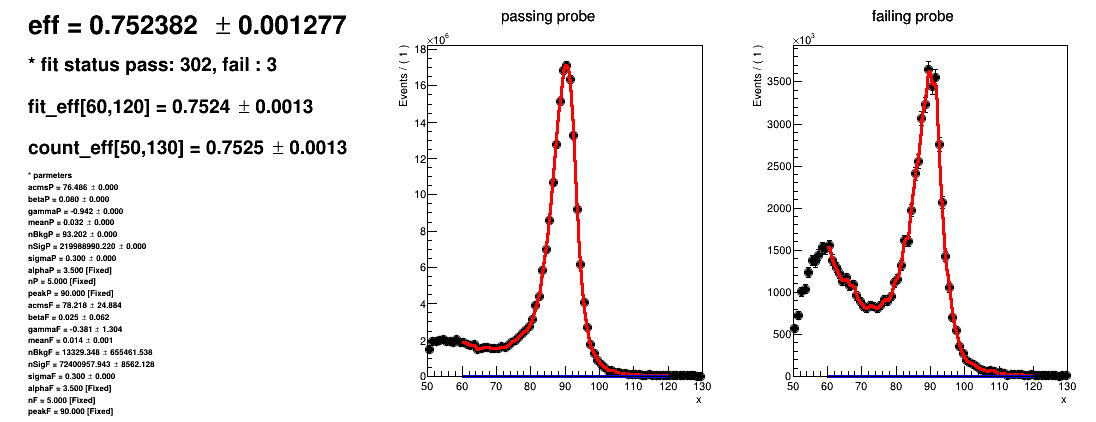 eff = 0.752382 ± 0.001277
* fit status pass: 302, fail : 3
fit_eff[60,120] = 0.7524 ± 0.0013
count_eff[50,130] = 0.7525 ± 0.0013
* parmeters
acmsP = 76.486 ± 0.000
betaP = 0.080 ± 0.000
gammaP = -0.942 ± 0.000
meanP = 0.032 ± 0.000
nBkgP = 93.202 ± 0.000
nSigP = 219988990.220 ± 0.000
sigmaP = 0.300 ± 0.000
alphaP = 3.500 [Fixed]
nP = 5.000 [Fixed]
peakP = 90.000 [Fixed]
acmsF = 78.218 ± 24.884
betaF = 0.025 ± 0.062
gammaF = -0.381 ± 1.304
meanF = 0.014 ± 0.001
nBkgF = 13329.348 ± 655461.538
nSigF = 72400957.943 ± 8562.128
sigmaF = 0.300 ± 0.000
alphaF = 3.500 [Fixed]
nF = 5.000 [Fixed]
peakF = 90.000 [Fixed]
passing probe
×10⁶
Events / ( 1 )
18
16
14
12
10
8
6
4
2
0
50 60 70 80 90 100 110 120 130
x
failing probe
×10³
Events / ( 1 )
3500
3000
2500
2000
1500
1000
500
0
50 60 70 80 90 100 110 120 130
x